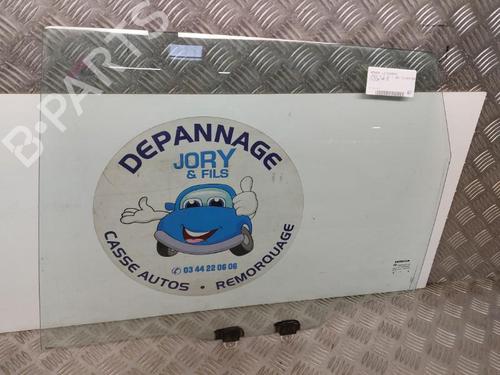 B-PARTS
DEPANNAGE
JORY
& FILS
03 44 22 06 06
CASSE AUTOS • REMORQUAGE